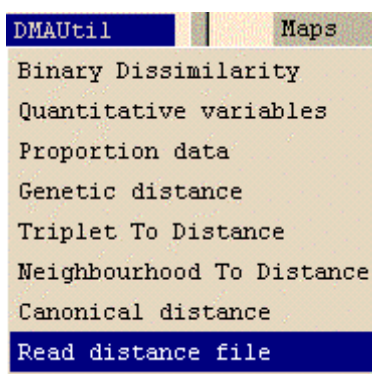 DMAUtil Maps
Binary Dissimilarity
Quantitative variables
Proportion data
Genetic distance
Triplet To Distance
Neighbourhood To Distance
Canonical distance
Read distance file